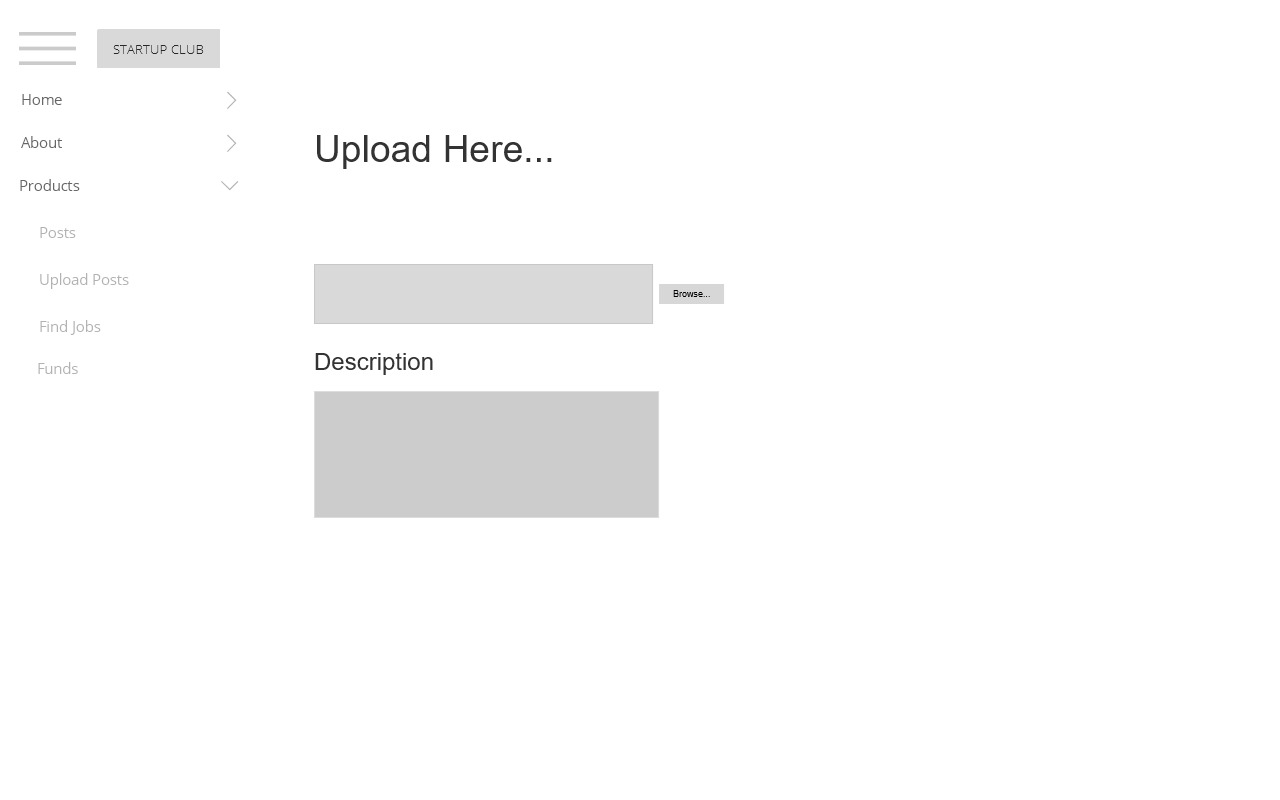 STARTUP CLUB
Home
About
Products
Posts
Upload Posts
Find Jobs
Funds
Upload Here...
Browse...
Description